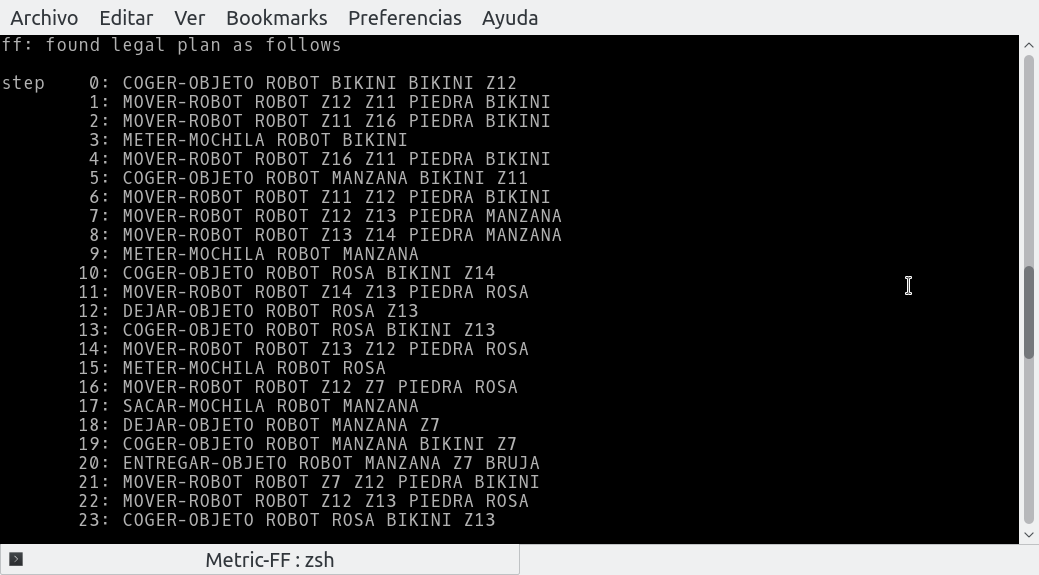 Archivo Editar Ver Bookmarks Preferencias Ayuda
ff: found legal plan as follows
step 0: COGER-OBJETO ROBOT BIKINI BIKINI Z12
1: MOVER-ROBOT ROBOT Z12 Z11 PIEDRA BIKINI
2: MOVER-ROBOT ROBOT Z11 Z16 PIEDRA BIKINI
3: METER-MOCHILA ROBOT BIKINI
4: MOVER-ROBOT ROBOT Z16 Z11 PIEDRA BIKINI
5: COGER-OBJETO ROBOT MANZANA BIKINI Z11
6: MOVER-ROBOT ROBOT Z11 Z12 PIEDRA BIKINI
7: MOVER-ROBOT ROBOT Z12 Z13 PIEDRA MANZANA
8: MOVER-ROBOT ROBOT Z13 Z14 PIEDRA MANZANA
9: METER-MOCHILA ROBOT MANZANA
10: COGER-OBJETO ROBOT ROSA BIKINI Z14
11: MOVER-ROBOT ROBOT Z14 Z13 PIEDRA ROSA
12: DEJAR-OBJETO ROBOT ROSA Z13
13: COGER-OBJETO ROBOT ROSA BIKINI Z13
14: MOVER-ROBOT ROBOT Z13 Z12 PIEDRA ROSA
15: METER-MOCHILA ROBOT ROSA
16: MOVER-ROBOT ROBOT Z12 Z7 PIEDRA ROSA
17: SACAR-MOCHILA ROBOT MANZANA
18: DEJAR-OBJETO ROBOT MANZANA Z7
19: COGER-OBJETO ROBOT MANZANA BIKINI Z7
20: ENTREGAR-OBJETO ROBOT MANZANA Z7 BRUJA
21: MOVER-ROBOT ROBOT Z7 Z12 PIEDRA BIKINI
22: MOVER-ROBOT ROBOT Z12 Z13 PIEDRA ROSA
23: COGER-OBJETO ROBOT ROSA BIKINI Z13
Metric-FF : zsh